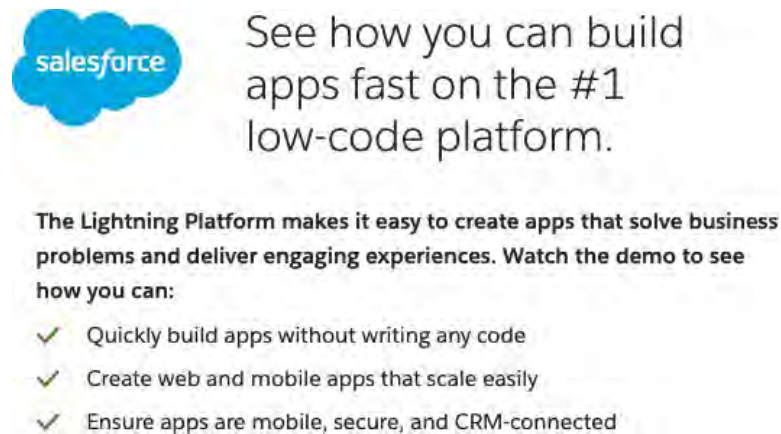 salesforce
See how you can build
apps fast on the #1
low-code platform.
The Lightning Platform makes it easy to create apps that solve business
problems and deliver engaging experiences. Watch the demo to see
how you can:
✓ Quickly build apps without writing any code
✓ Create web and mobile apps that scale easily
✓ Ensure apps are mobile, secure, and CRM-connected